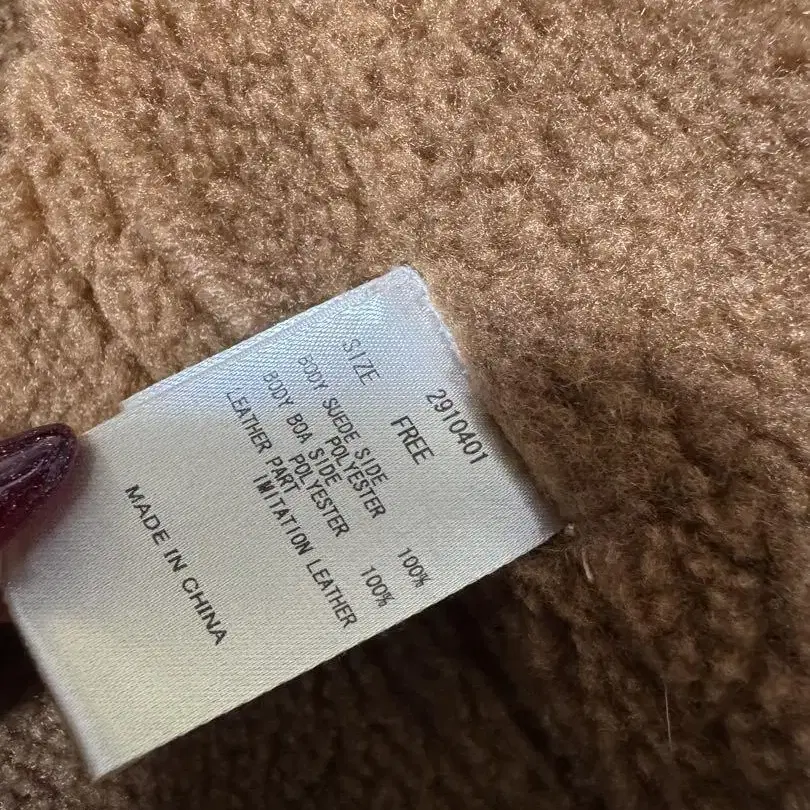 2910401
SIZE FREE
BODY SUEDE SIDE
POLYESTER 100%
BODY BOA SIDE
POLYESTER 100%
LEATHER PART
IMITATION LEATHER
MADE IN CHINA